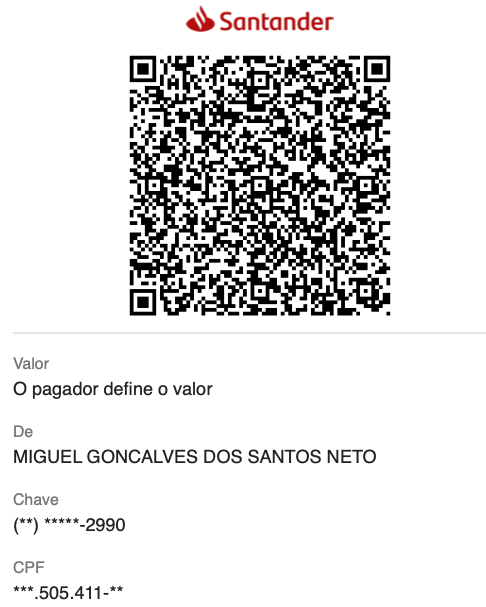 Santander
Valor
O pagador define o valor
De
MIGUEL GONCALVES DOS SANTOS NETO
Chave
(**) *****-2990
CPF
***.505.411-**